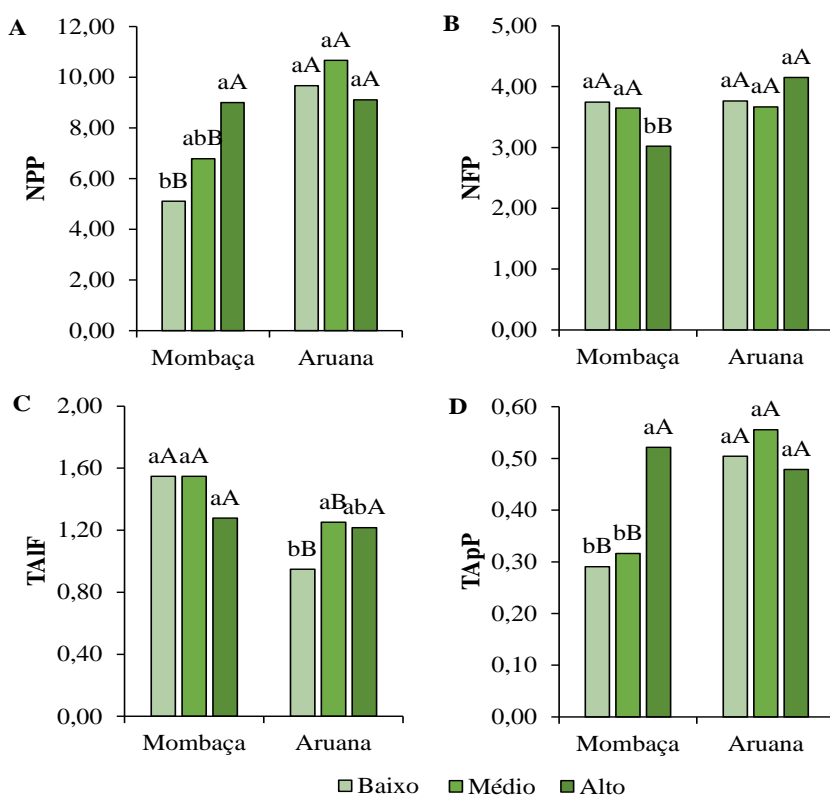 A
NPP
12,00
10,00
8,00
6,00
4,00
2,00
0,00
bB
abB
aA
aA
aA
aA
Mombaça
Aruana
B
NFP
5,00
4,00
3,00
2,00
1,00
0,00
aA
aA
bB
aA
aA
aA
Mombaça
Aruana
C
TAlF
2,00
1,60
1,20
0,80
0,40
0,00
aA
aA
aA
bB
aB
abA
Mombaça
Aruana
D
TApP
0,60
0,50
0,40
0,30
0,20
0,10
0,00
bB
bB
aA
aA
aA
aA
Mombaça
Aruana
Baixo Médio Alto